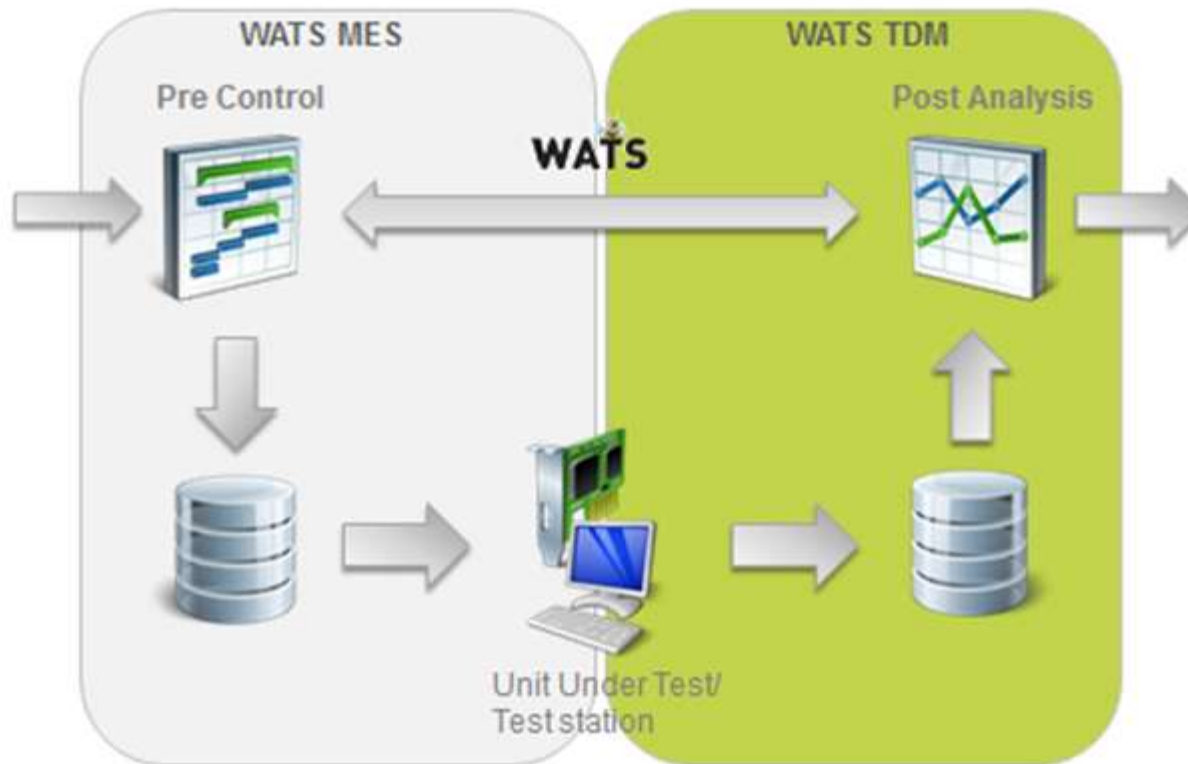 WATS MES
WATS TDM
Pre Control
Post Analysis
WATS
Unit Under Test/
Test station